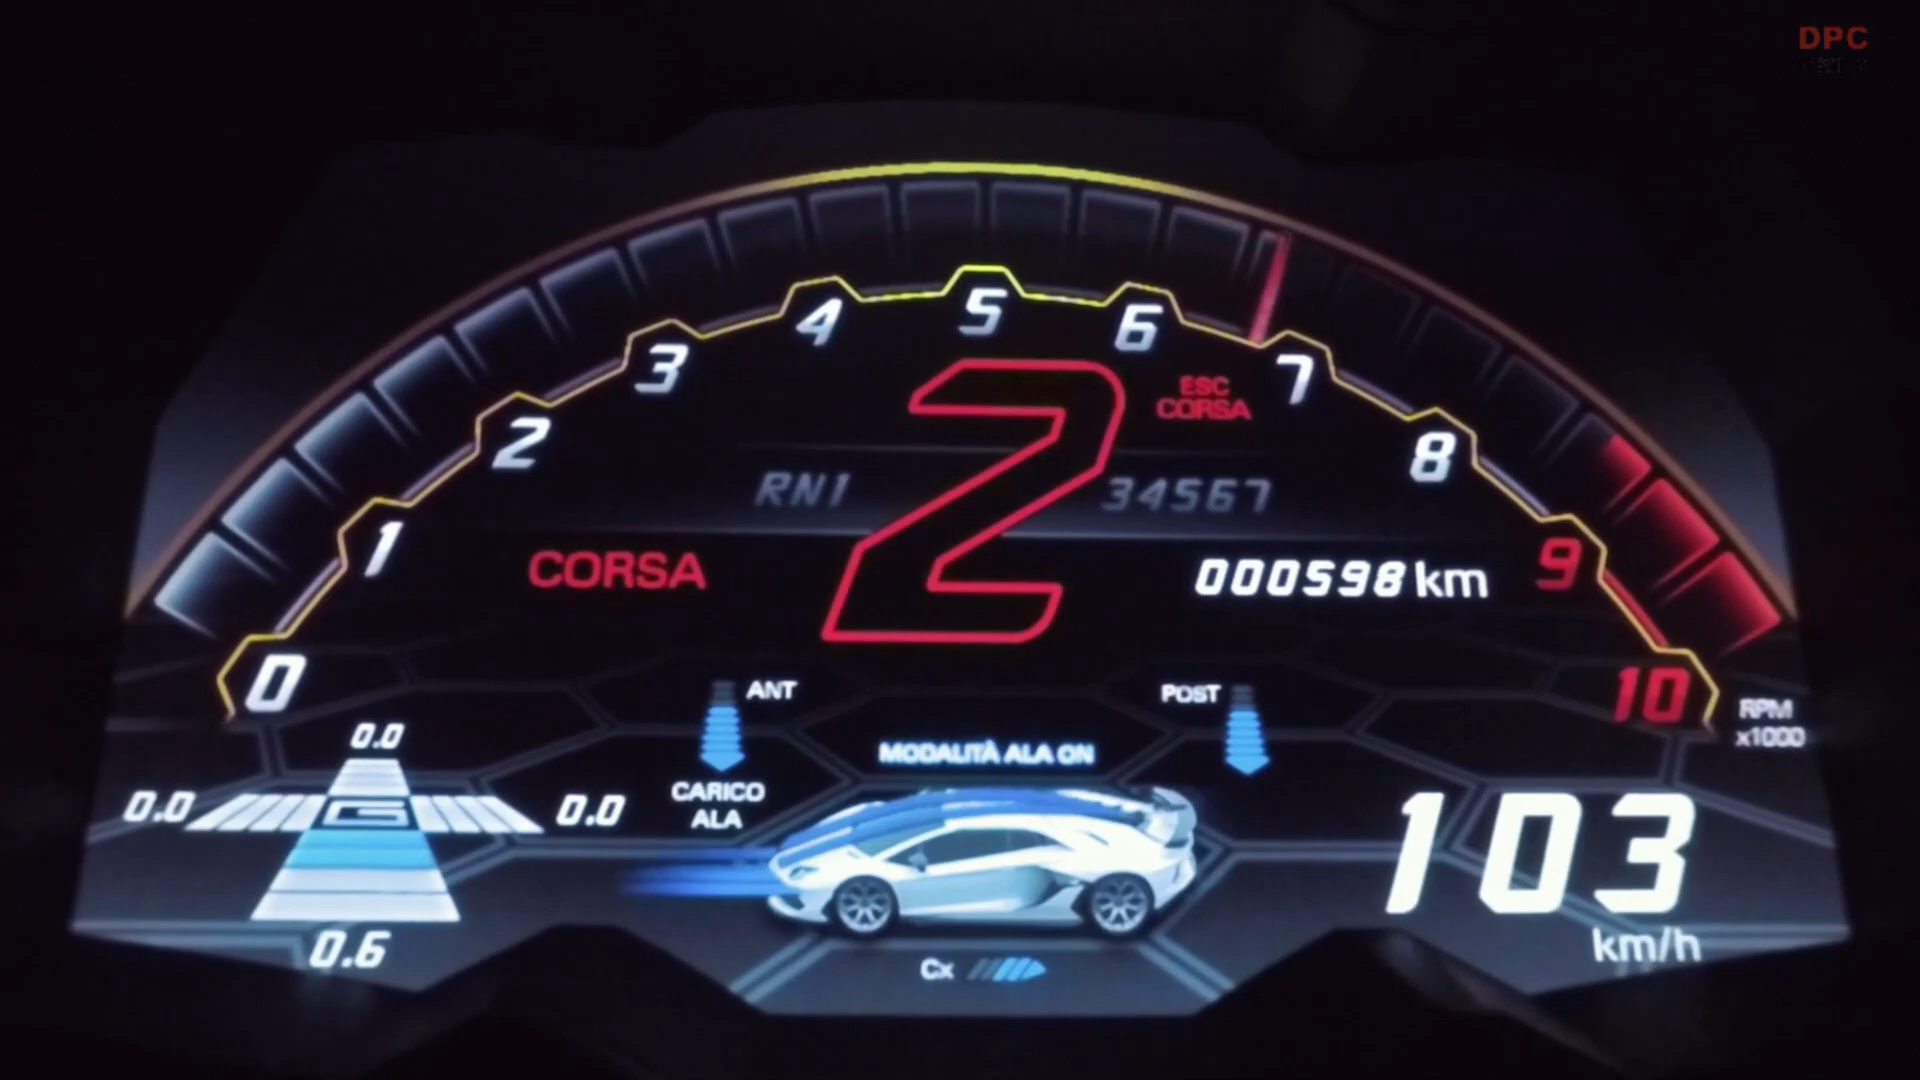 DPC
5
4
6
3
7
ESC
CORSA
2
8
2
RN1
34567
1
9
CORSA
000598 km
0
10
ANT
POST
RPM
x1000
0.0
MODALITÀ ALA ON
0.0
0.0
G
CARICO
ALA
103
km/h
0.6
Cx